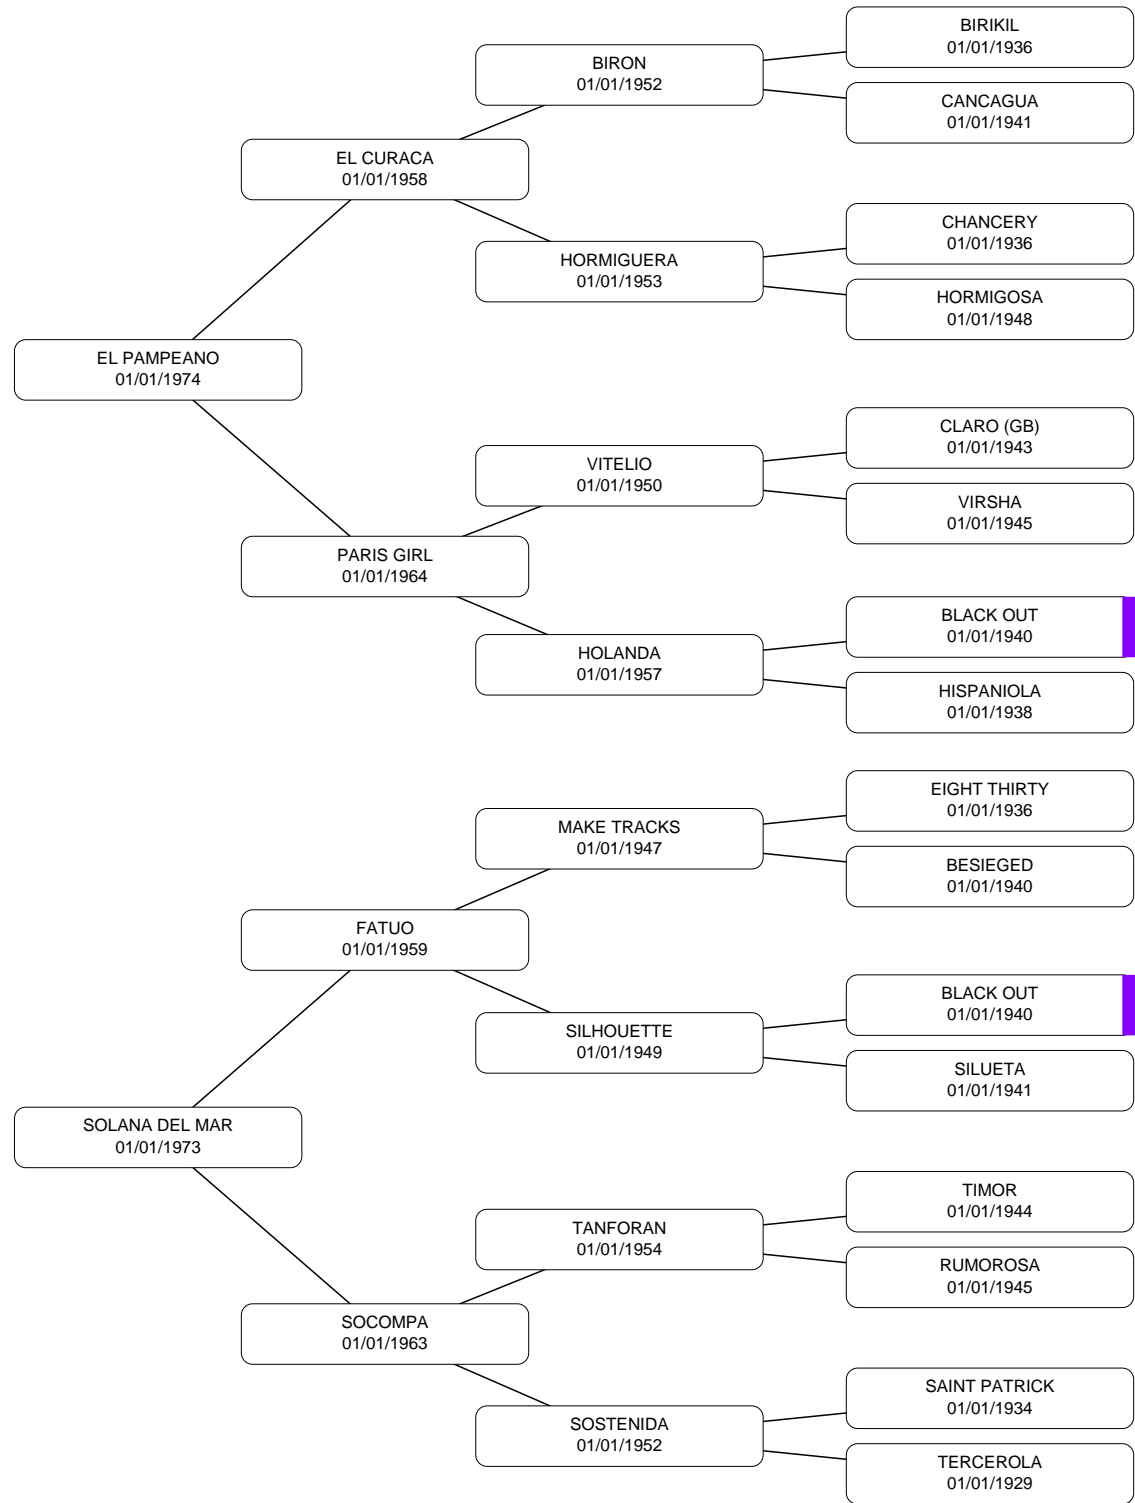 BIRIKIL
01/01/1936
BIRON
01/01/1952
CANCAGUA
01/01/1941
EL CURACA
01/01/1958
CHANCERY
01/01/1936
HORMIGUERA
01/01/1953
HORMIGOSA
01/01/1948
EL PAMPEANO
01/01/1974
CLARO (GB)
01/01/1943
VITELIO
01/01/1950
VIRSHA
01/01/1945
PARIS GIRL
01/01/1964
BLACK OUT
01/01/1940
HOLANDA
01/01/1957
HISPANIOLA
01/01/1938
EIGHT THIRTY
01/01/1936
MAKE TRACKS
01/01/1947
BESIEGED
01/01/1940
FATUO
01/01/1959
BLACK OUT
01/01/1940
SILHOUETTE
01/01/1949
SILUETA
01/01/1941
SOLANA DEL MAR
01/01/1973
TIMOR
01/01/1944
TANFORAN
01/01/1954
RUMOROSA
01/01/1945
SOCOMPA
01/01/1963
SAINT PATRICK
01/01/1934
SOSTENIDA
01/01/1952
TERCEROLA
01/01/1929